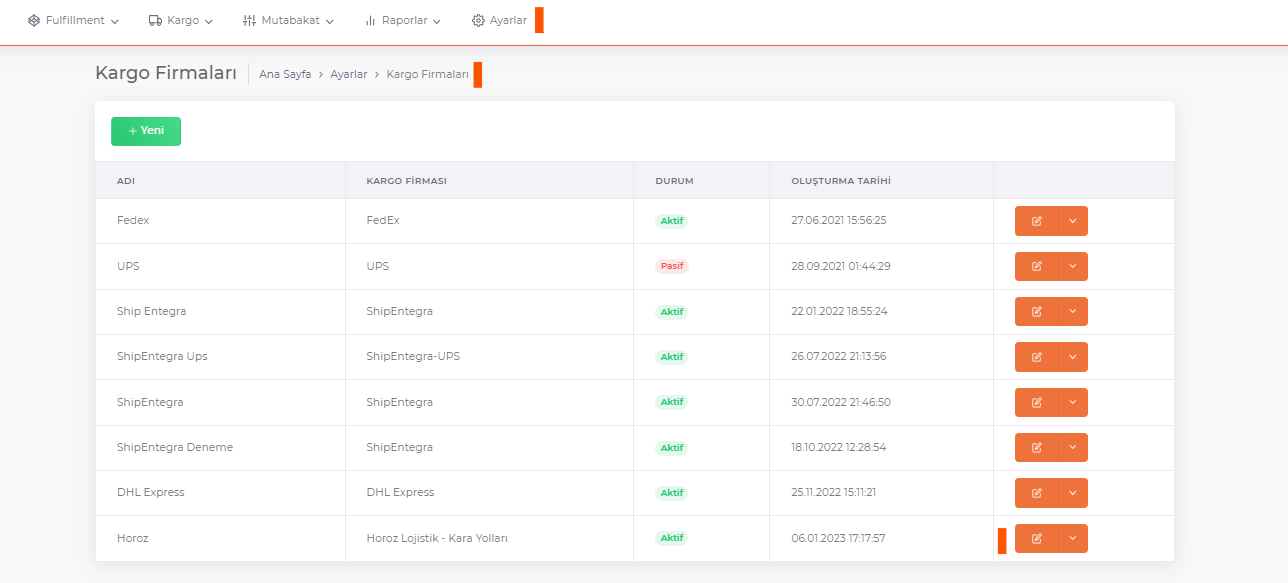 Fulfillment Kargo Mutabakat Raporlar Ayarlar
Kargo Firmaları Ana Sayfa > Ayarlar > Kargo Firmaları
+ Yeni
ADI KARGO FİRMASI DURUM OLUŞTURMA TARİHİ
Fedex FedEx Aktif 27.06.2021 15:56:25
UPS UPS Pasif 28.09.2021 01:44:29
Ship Entegra ShipEntegra Aktif 22.01.2022 18:55:24
ShipEntegra Ups ShipEntegra-UPS Aktif 26.07.2022 21:13:56
ShipEntegra ShipEntegra Aktif 30.07.2022 21:46:50
ShipEntegra Deneme ShipEntegra Aktif 18.10.2022 12:28:54
DHL Express DHL Express Aktif 25.11.2022 15:11:21
Horoz Horoz Lojistik - Kara Yolları Aktif 06.01.2023 17:17:57